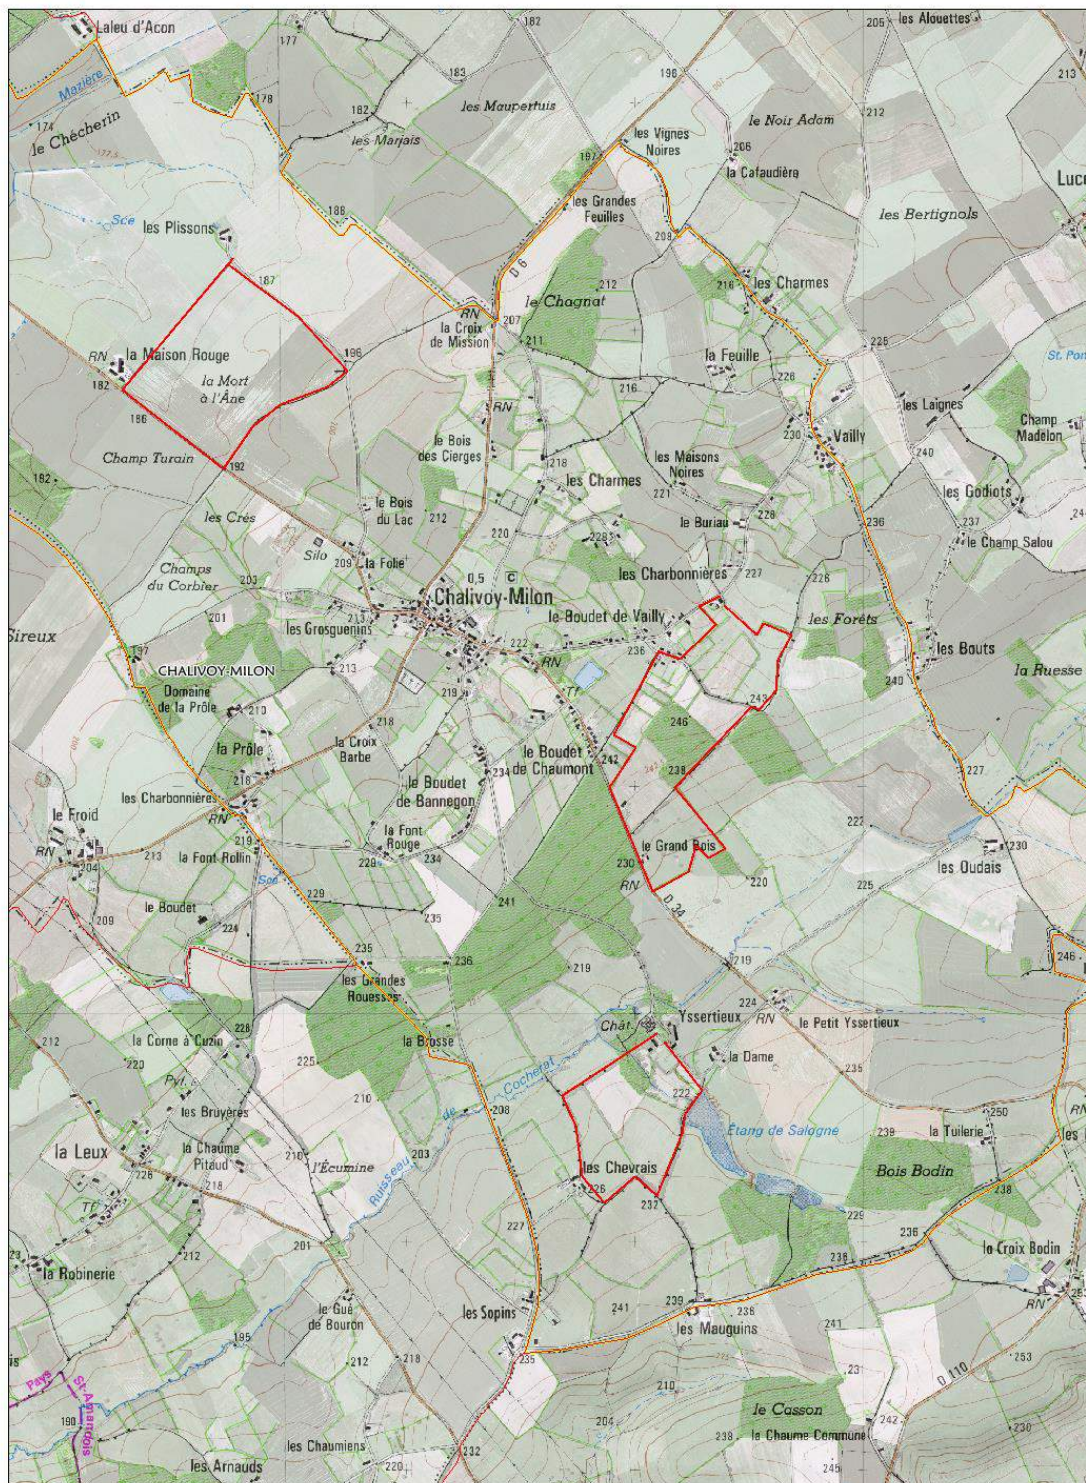 Laleu d'Acon
177
182
205
les Alouettes
Mazière
183
198
213
178
182
les Maupertuis
212
174
le Chécherin
177,5
les Marjais
197
les Vignes
Noires
le Noir Adam
206
la Cafaudière
Sce
188
les Grandes
Feuilles
208
les Bertignols
les Plissons
187
D 6
212
216
les Charmes
RN
la Croix
de Mission
207
le Chagnat
211
225
RN
la Maison Rouge
196
la Feuille
182
la Mort
à l'Âne
216
226
186
RN
les Laignes
Champ
Madelon
Champ Turain
192
le Bois
des Cierges
230
Vailly
182
218
les Charmes
les Maisons
Noires
221
240
les Godiots
les Crés
le Bois
du Lac
212
220
le Buriau
228
236
237
le Champ Salou
Silo
209
la Folie
228
Champs
du Corbier
203
0,5
C
les Charbonnières
227
226
201
Chalivoy-Milon
le Boudet de Vailly
les Forêts
Sireux
les Grosguenins
213
222
236
les Bouts
197
CHALIVOY-MILON
213
RN
la Ruesse
Domaine
de la Prôle
210
219
Tf
243
240
246
la Prôle
218
la Croix
Barbe
le Boudet
de Chaumont
242
216
234
238
227
les Charbonnières
le Boudet
de Bannegon
RN
le Froid
la Font
Rouge
222
RN
213
219
la Font Rollin
229
234
le Grand Bois
230
les Oudais
204
Sce
230
220
le Boudet
229
RN
225
209
224
235
241
D 34
235
236
219
219
246
les Grandes
Rouesses
224
RN
Yssertieux
le Petit Yssertieux
Chât.
212
228
la Corne à Cuzin
la Brosse
la Dame
220
225
235
Pyl.
210
Ruisseau de Cocherat
208
222
les Bruyères
250
Étang de Salogne
239
la Tuilerie
la Leux
la Chaume
Pitaud
203
216
l'Écumine
les Chevrais
Bois Bodin
226
218
226
232
238
Tf
227
229
201
236
212
la Croix Bodin
la Robinerie
238
le Gué
de Bouron
les Sopins
241
239
236
RN
les Mauguins
195
235
241
218
212
253
Pays
St-Amandois
210
D 110
190
204
le Casson
242
230
238
la Chaume Commune
les Chaumiens
232
les Arnauds
220
245